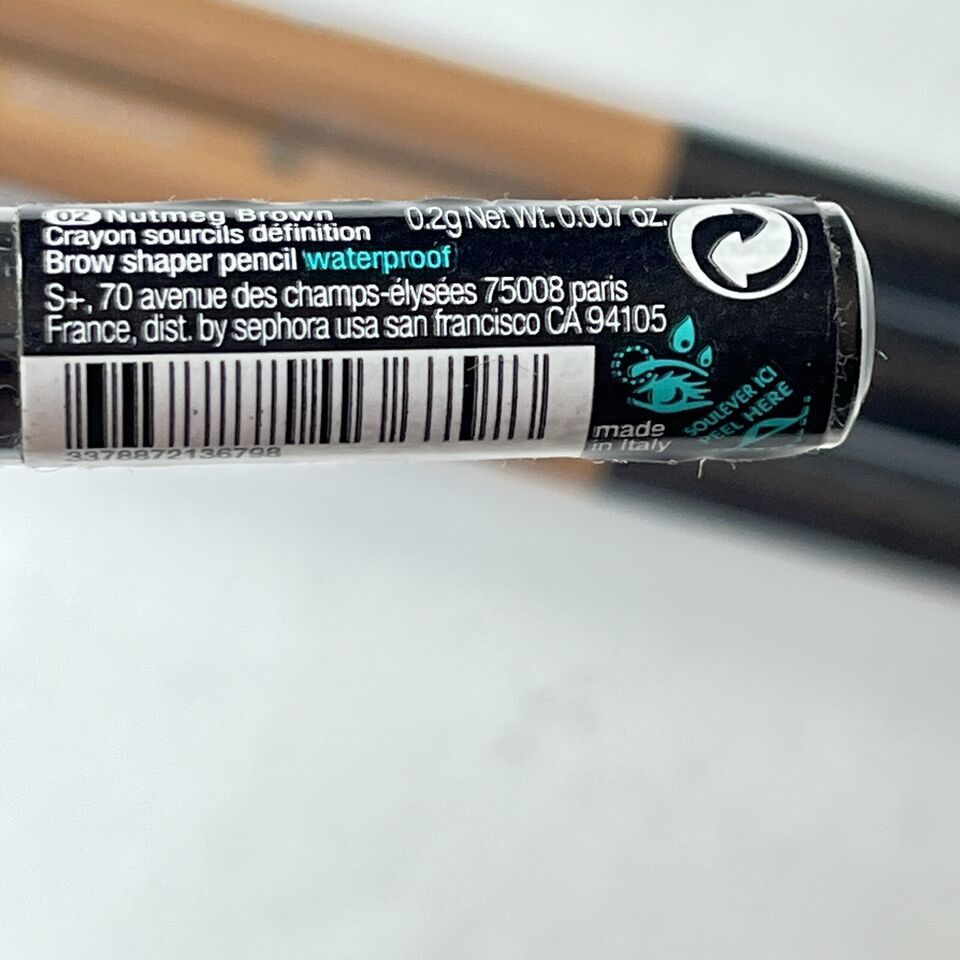 02 Nutmeg Brown
0.2g Net Wt. 0.007 oz.
Crayon sourcils définition
Brow shaper pencil waterproof
S+, 70 avenue des champs-élysées 75008 paris
France, dist. by sephora usa san francisco CA 94105
3378872136798
made
in Italy
SOULEVER ICI
PEEL HERE